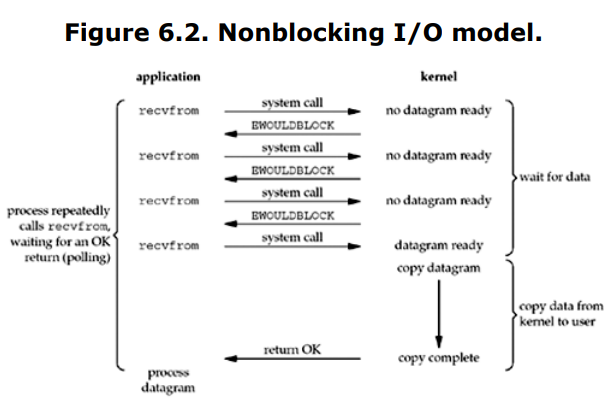 Figure 6.2. Nonblocking I/O model.
application
kernel
recvfrom
system call
no datagram ready
EWOULDBLOCK
recvfrom
system call
no datagram ready
EWOULDBLOCK
recvfrom
system call
no datagram ready
EWOULDBLOCK
recvfrom
system call
datagram ready
copy datagram
wait for data
process repeatedly
calls recvfrom,
waiting for an OK
return (polling)
copy data from
kernel to user
return OK
copy complete
process
datagram